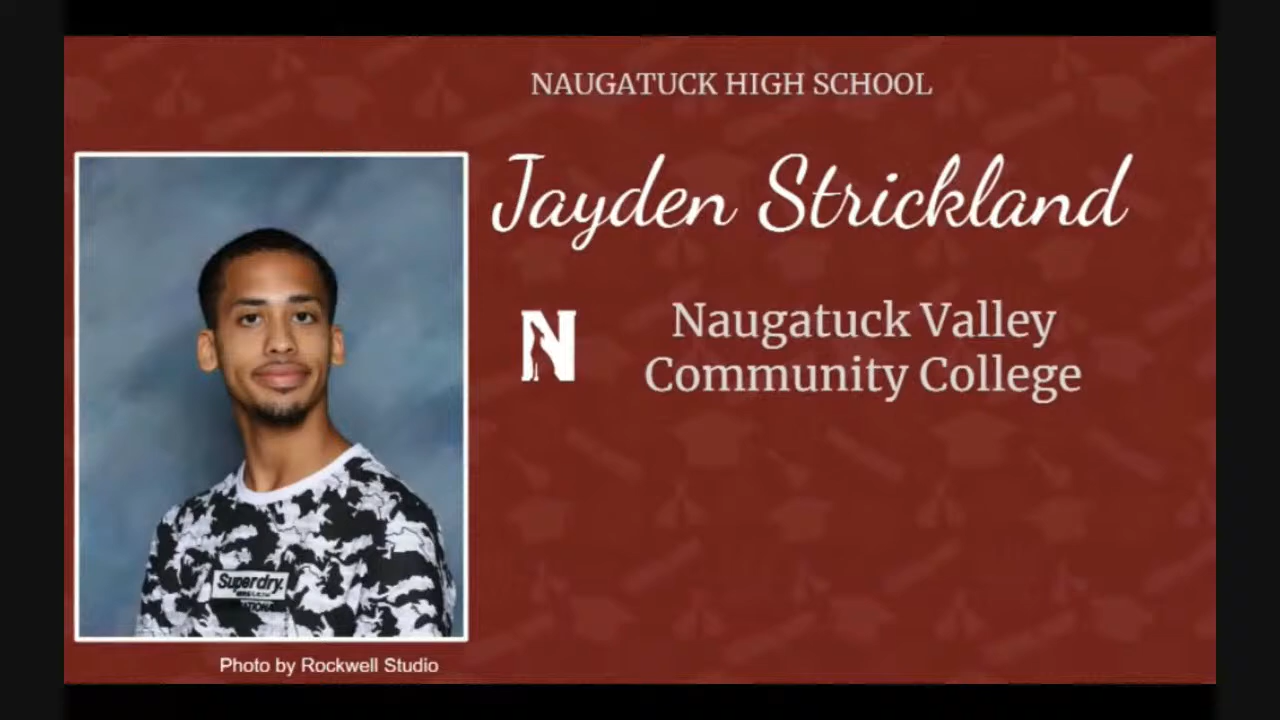 NAUGATUCK HIGH SCHOOL
Jayden Strickland
N
Naugatuck Valley
Community College
Superdry.
Photo by Rockwell Studio